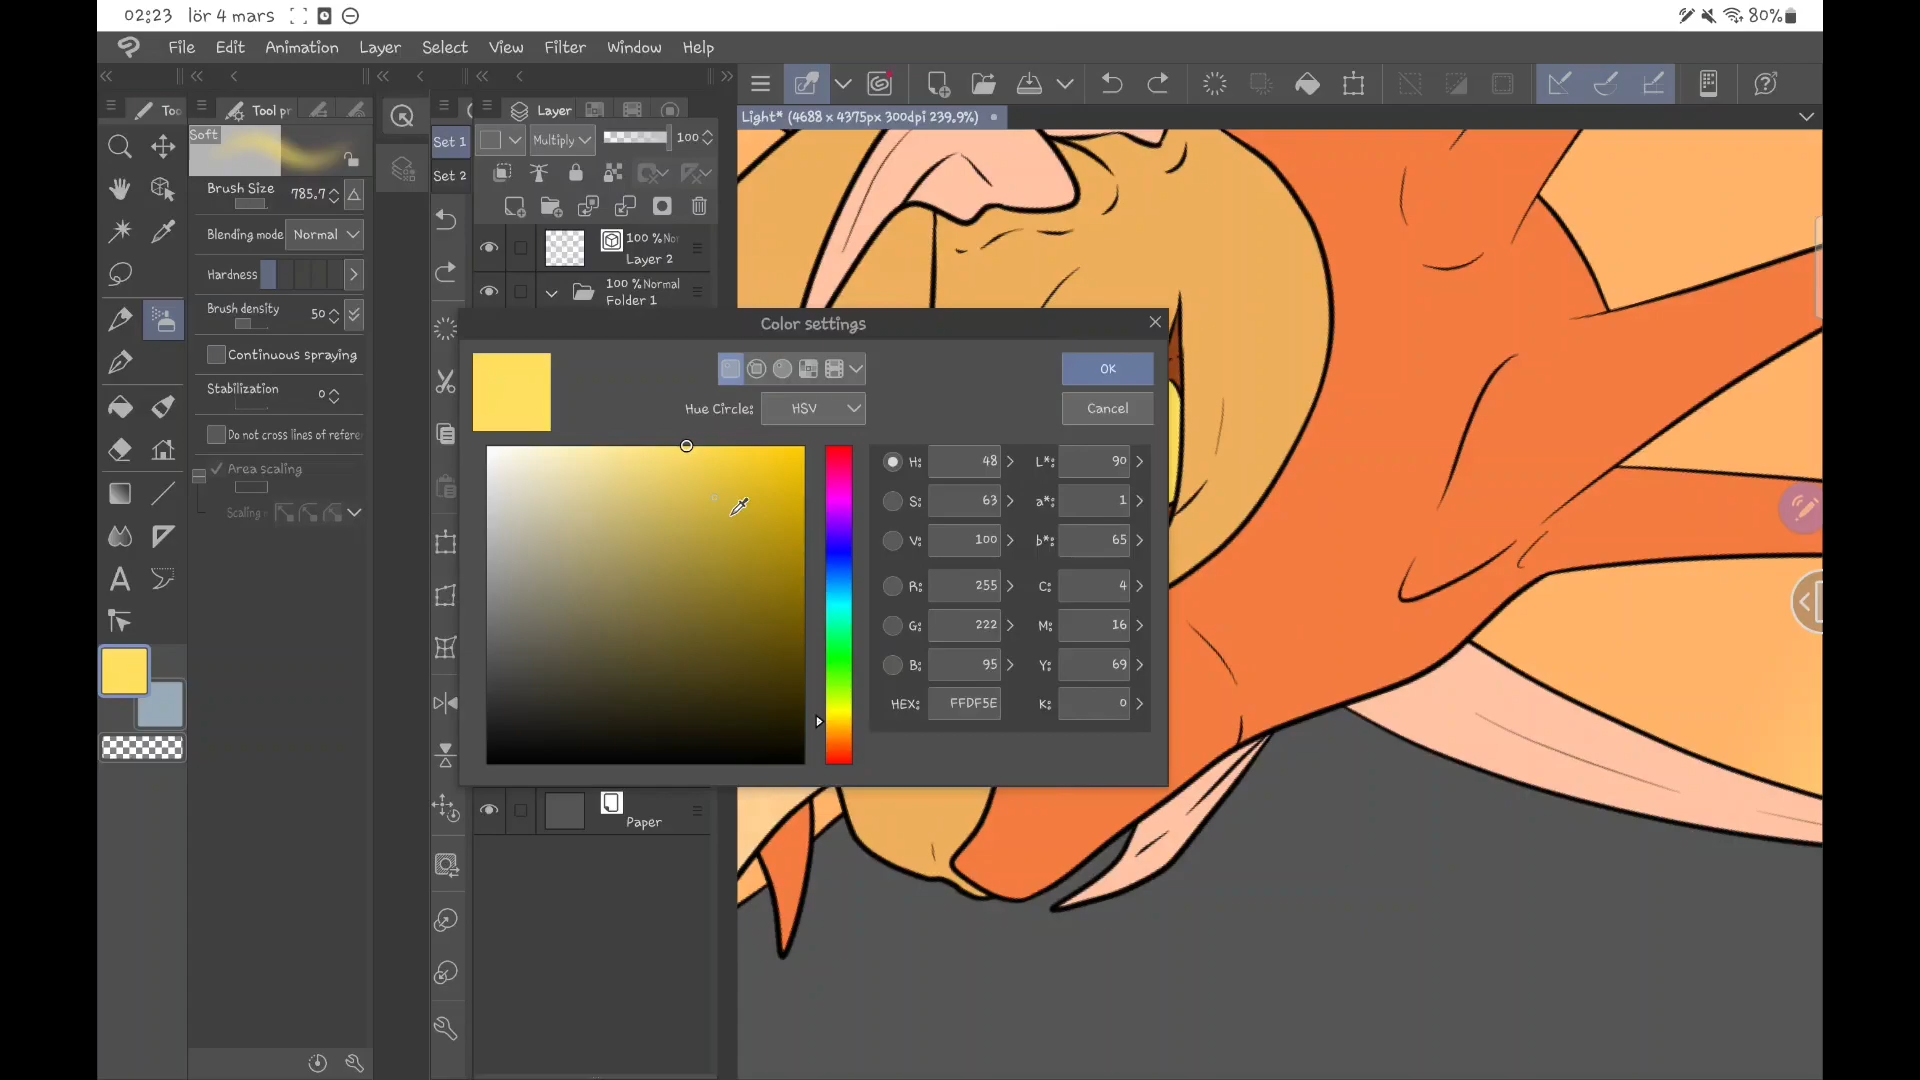 02:23 lör 4 mars 80%
File Edit Animation Layer Select View Filter Window Help
Too Tool pr Layer
Light* (4688 x 4375px 300dpi 239.9%)
Soft
Set 1 Multiply 100
Set 2
Brush Size 785.7
Blending mode Normal
100 %Nor
Layer 2
Hardness
100 %Normal
Folder 1
Brush density 50
Continuous spraying
Stabilization 0
Do not cross lines of refere
Area scaling
Scaling:
Color settings
OK
Hue Circle: HSV Cancel
H: 48 L*: 90
S: 63 a*: 1
V: 100 b*: 65
R: 255 C: 4
G: 222 M: 16
B: 95 Y: 69
HEX: FFDF5E K: 0
Paper